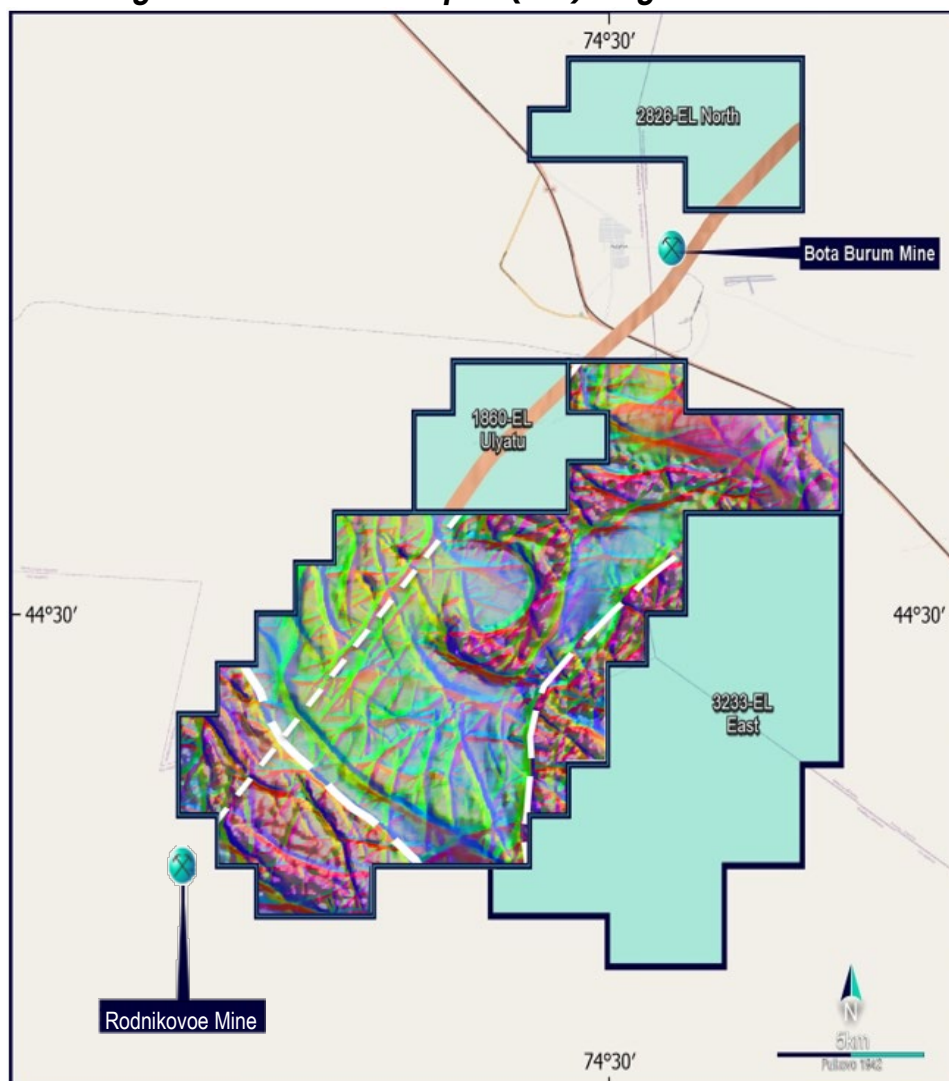 74°30'
2826-EL North
Bota Burum Mine
1860-EL
Ulyatu
44°30'
44°30'
3233-EL
East
Rodnikovoe Mine
N
5km
Pulkovo 1942
74°30'